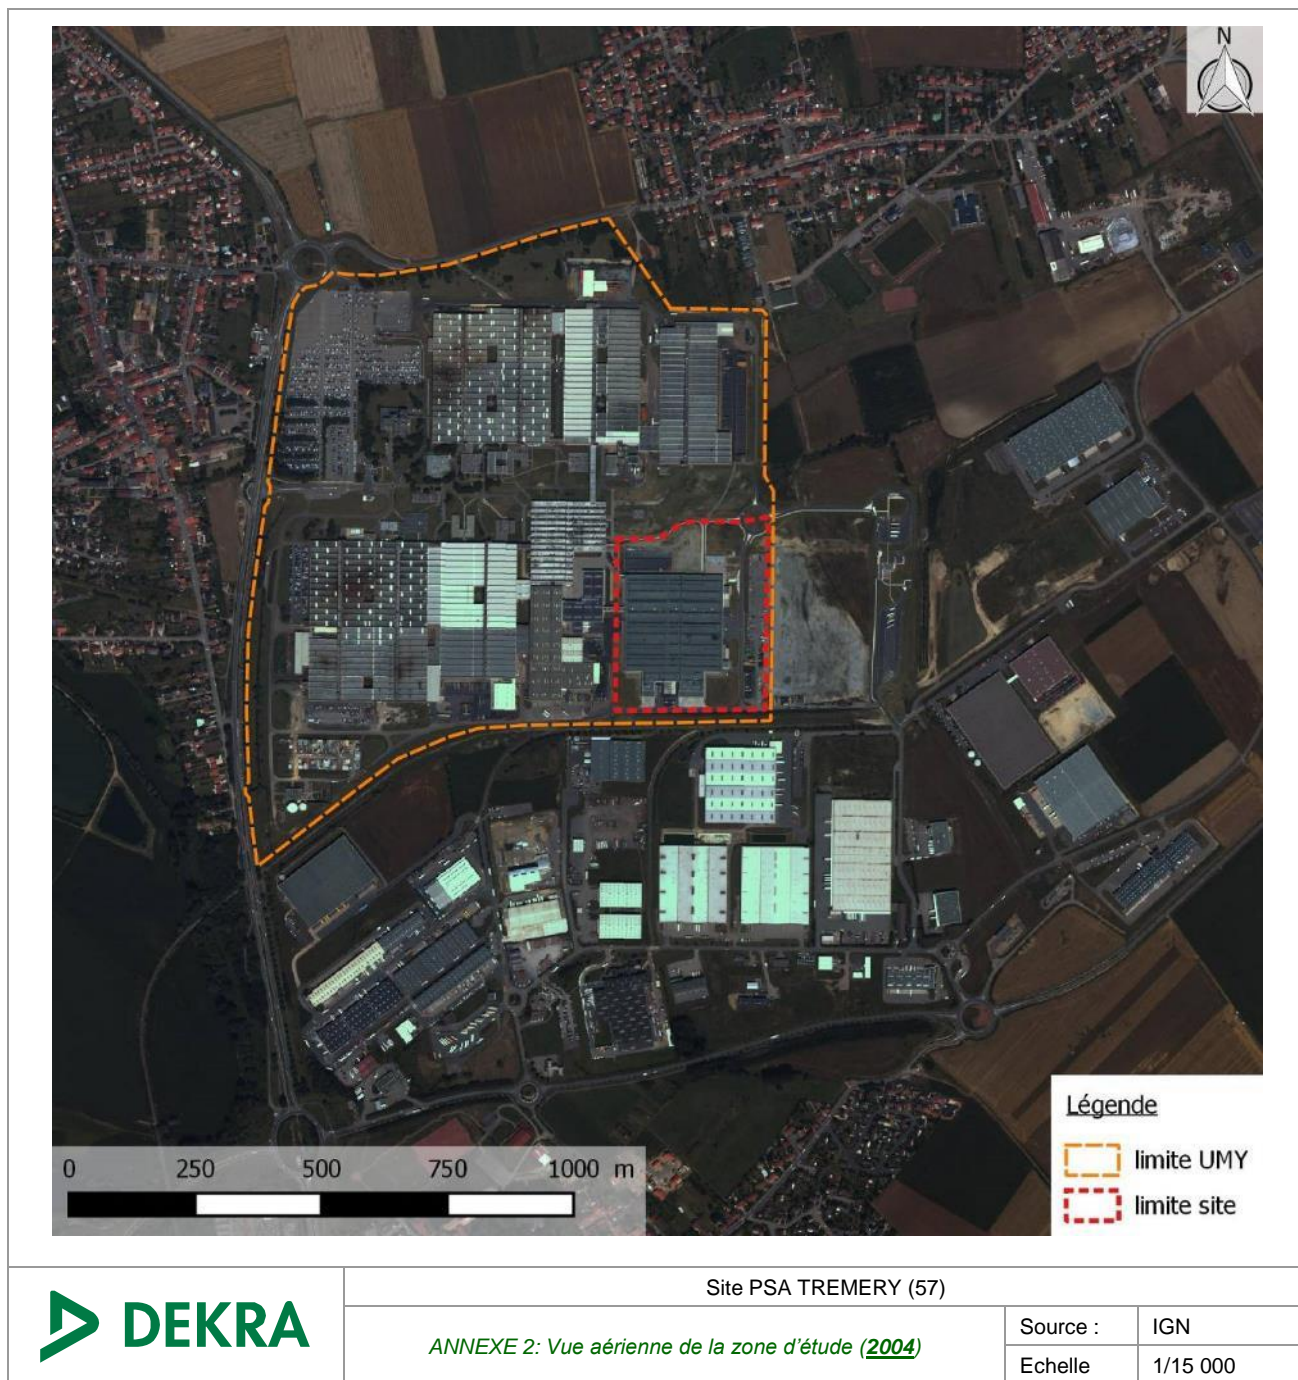 N
Légende
limite UMY
limite site
0 250 500 750 1000 m
DEKRA
Site PSA TREMERY (57)
ANNEXE 2: Vue aérienne de la zone d'étude (2004)
Source : IGN
Echelle 1/15 000